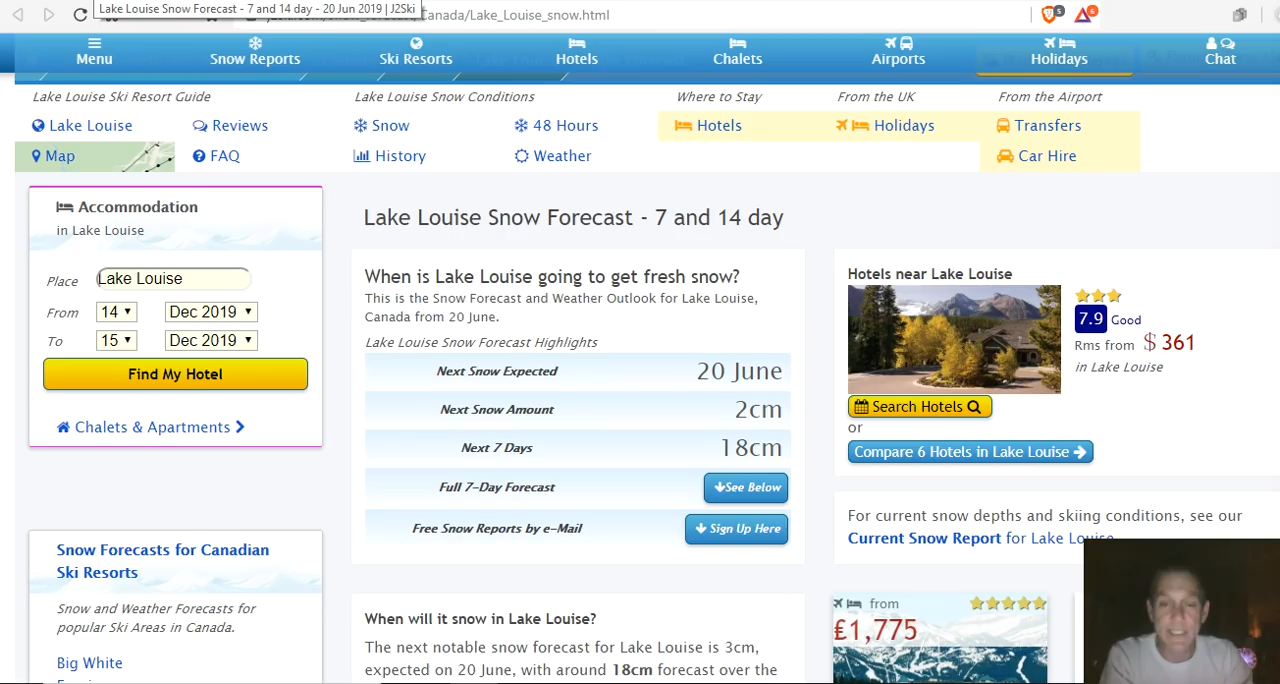 Lake Louise Snow Forecast - 7 and 14 day - 20 Jun 2019 | J2Ski
Canada/Lake_Louise_snow.html
5
6
Menu
Snow Reports
Ski Resorts
Hotels
Chalets
Airports
Holidays
Chat
Lake Louise Ski Resort Guide
Lake Louise Snow Conditions
Where to Stay
From the UK
From the Airport
Lake Louise
Reviews
Snow
48 Hours
Hotels
Holidays
Transfers
Map
FAQ
History
Weather
Car Hire
Accommodation
in Lake Louise
Place Lake Louise
From 14 Dec 2019
To 15 Dec 2019
Find My Hotel
Chalets & Apartments
Snow Forecasts for Canadian
Ski Resorts
Snow and Weather Forecasts for
popular Ski Areas in Canada.
Big White
Lake Louise Snow Forecast - 7 and 14 day
When is Lake Louise going to get fresh snow?
This is the Snow Forecast and Weather Outlook for Lake Louise,
Canada from 20 June.
Lake Louise Snow Forecast Highlights
Next Snow Expected 20 June
Next Snow Amount 2cm
Next 7 Days 18cm
Full 7-Day Forecast See Below
Free Snow Reports by e-Mail Sign Up Here
When will it snow in Lake Louise?
The next notable snow forecast for Lake Louise is 3cm,
expected on 20 June, with around 18cm forecast over the
Hotels near Lake Louise
7.9 Good
Rms from $ 361
in Lake Louise
Search Hotels
or
Compare 6 Hotels in Lake Louise
For current snow depths and skiing conditions, see our
Current Snow Report for Lake Louise.
from
£1,775